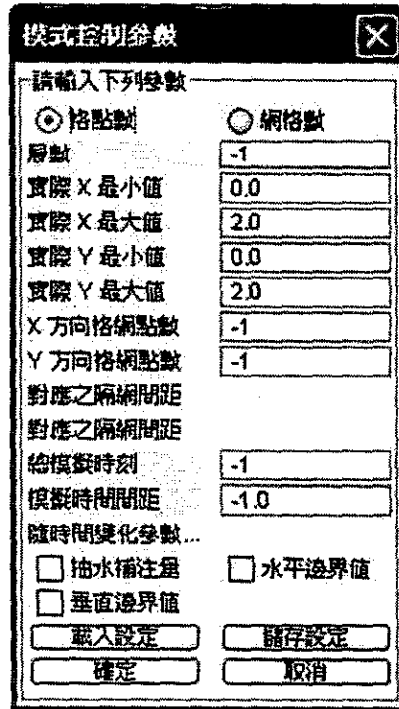 模式控制參數
請輸入下列參數
格點數 網格數
層數 -1
實際 X 最小值 0.0
實際 X 最大值 2.0
實際 Y 最小值 0.0
實際 Y 最大值 2.0
X 方向格網點數 -1
Y 方向格網點數 -1
對應之隔網間距
對應之隔網間距
總模擬時刻 -1
模擬時間間距 -1.0
隨時間變化參數...
抽水補注量 水平邊界值
垂直邊界值
載入設定 儲存設定
確定 取消